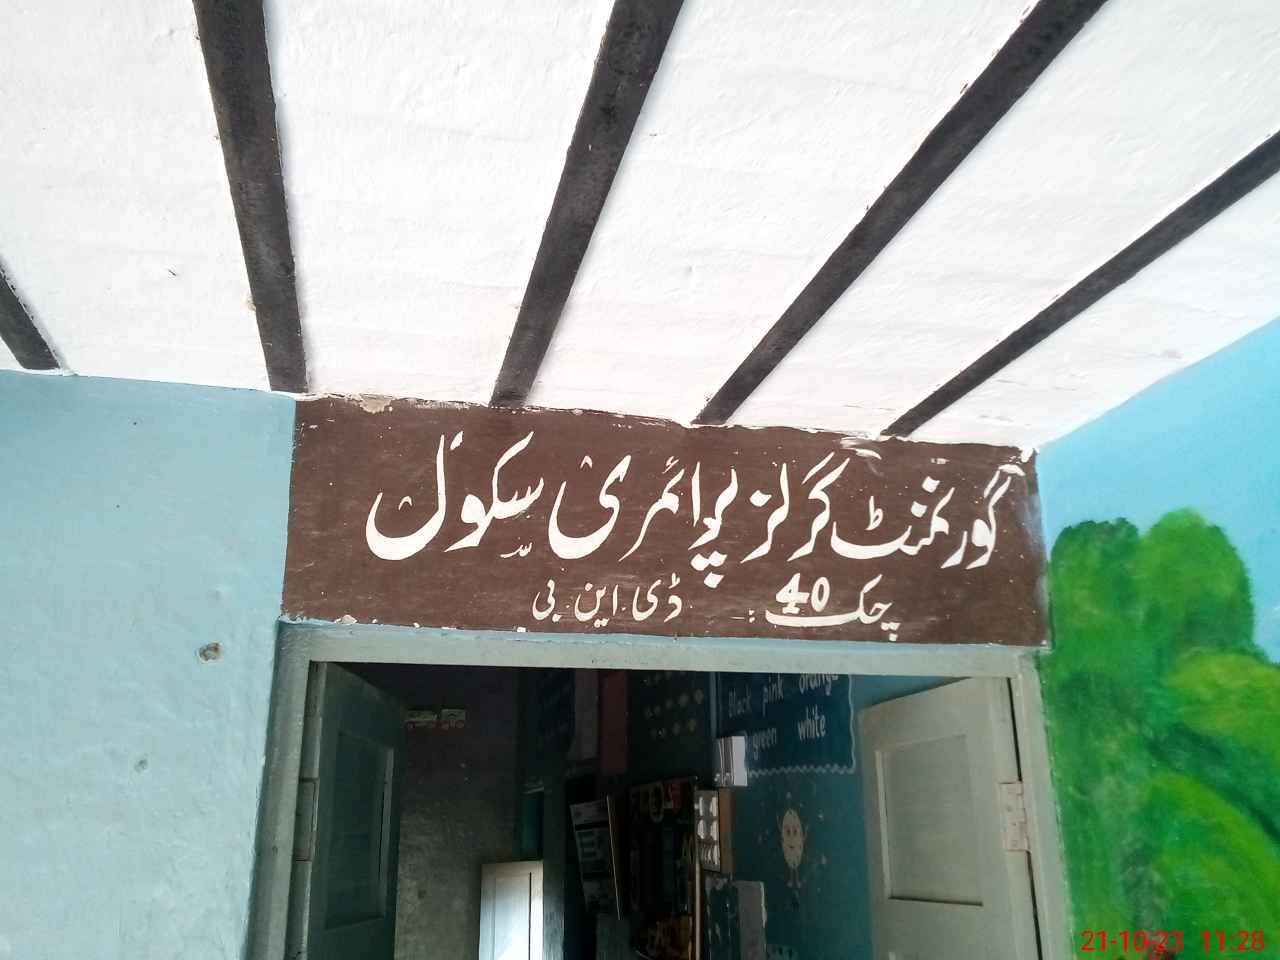 گورنمنٹ گرلز پرائمری سکول
چک 40 ڈی این بی
Black pink orange
green white
21-10-23 11:28